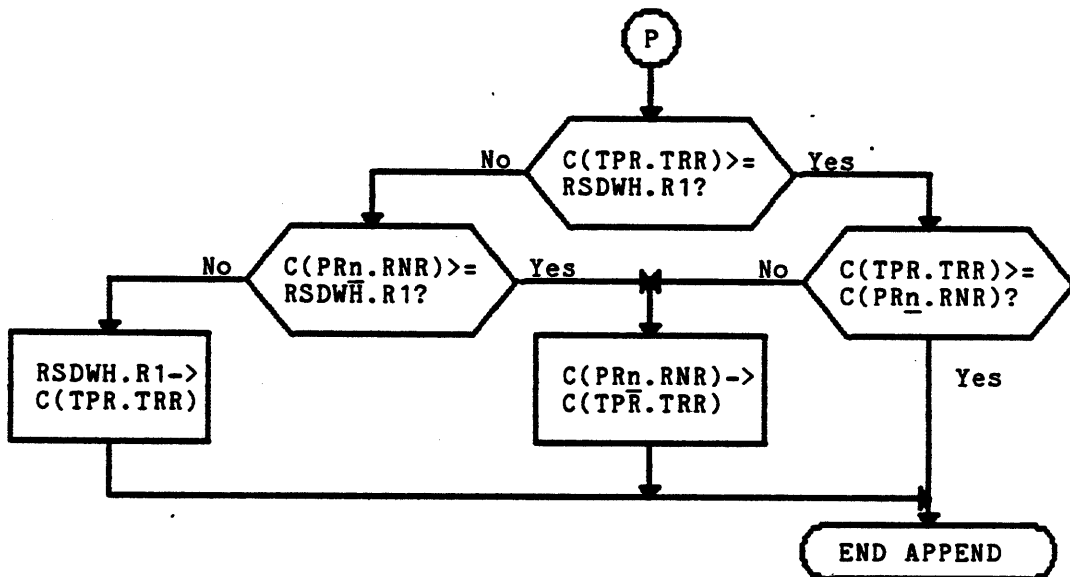 P
C(TPR.TRR)>=
RSDWH.R1?
No
Yes
C(PRn.RNR)>=
RSDWH.R1?
No
Yes
C(TPR.TRR)>=
C(PRn.RNR)?
No
Yes
RSDWH.R1->
C(TPR.TRR)
C(PRn.RNR)->
C(TPR.TRR)
END APPEND